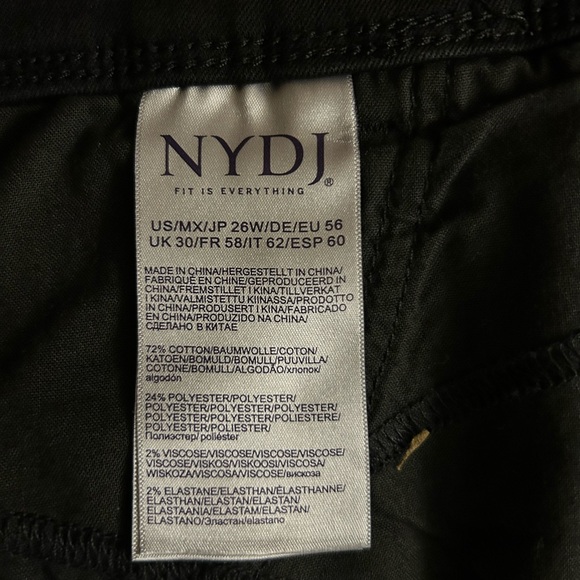 NYDJ®
FIT IS EVERYTHING
US/MX/JP 26W/DE/EU 56
UK 30/FR 58/IT 62/ESP 60
MADE IN CHINA/HERGESTELLT IN CHINA/
FABRIQUÉ EN CHINE/GEPRODUCEERD IN
CHINA/FREMSTILLET I KINA/TILLVERKAT
I KINA/VALMISTETTU KIINASSA/PRODOTTO
IN CHINA/PRODUSERT I KINA/FABRICADO
EN CHINA/PRODUZIDO NA CHINA/
СДЕЛАНО В КИТАЕ
72% COTTON/BAUMWOLLE/COTON/
KATOEN/BOMULD/BOMULL/PUUVILLA/
COTONE/BOMULL/ALGODÃO/хлопок/
algodón
24% POLYESTER/POLYESTER/
POLYESTER/POLYESTER/POLYESTER/
POLYESTER/POLYESTER/POLIESTERE/
POLYESTER/POLIESTER/
Полиэстер/ poliéster
2% VISCOSE/VISCOSE/VISCOSE/VISCOSE/
VISCOSE/VISKOS/VISKOOSI/VISCOSA/
WISKOZA/VISCOSA/VISCOSE/вискоза
2% ELASTANE/ELASTHAN/ÉLASTHANNE/
ELASTHAN/ELASTAN/ELASTAN/
ELASTAANIA/ELASTAM/ELASTAN/
ELASTANO/Эластан/elastano